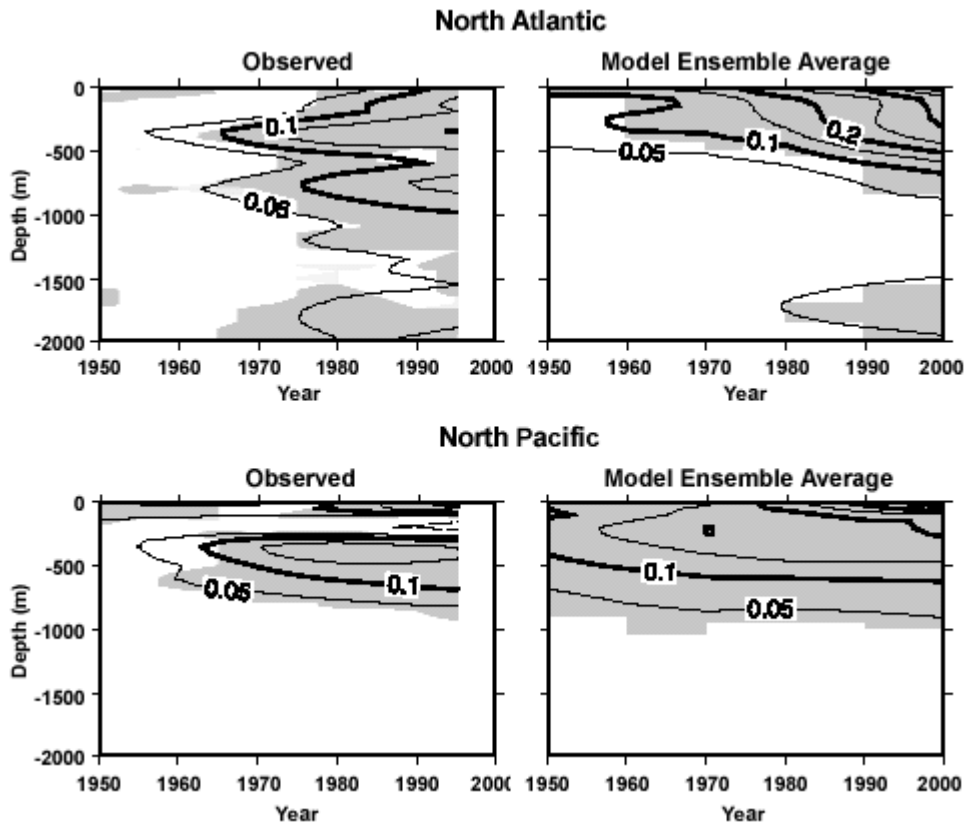 North Atlantic
Observed
Model Ensemble Average
0
-500
-1000
-1500
-2000
Depth (m)
0.1
0.05
0.2
0.1
0.05
1950 1960 1970 1980 1990 2000
Year
1950 1960 1970 1980 1990 2000
Year
North Pacific
Observed
Model Ensemble Average
0
-500
-1000
-1500
-2000
Depth (m)
0.05
0.1
0.1
0.05
1950 1960 1970 1980 1990 200(
Year
1950 1960 1970 1980 1990 2000
Year